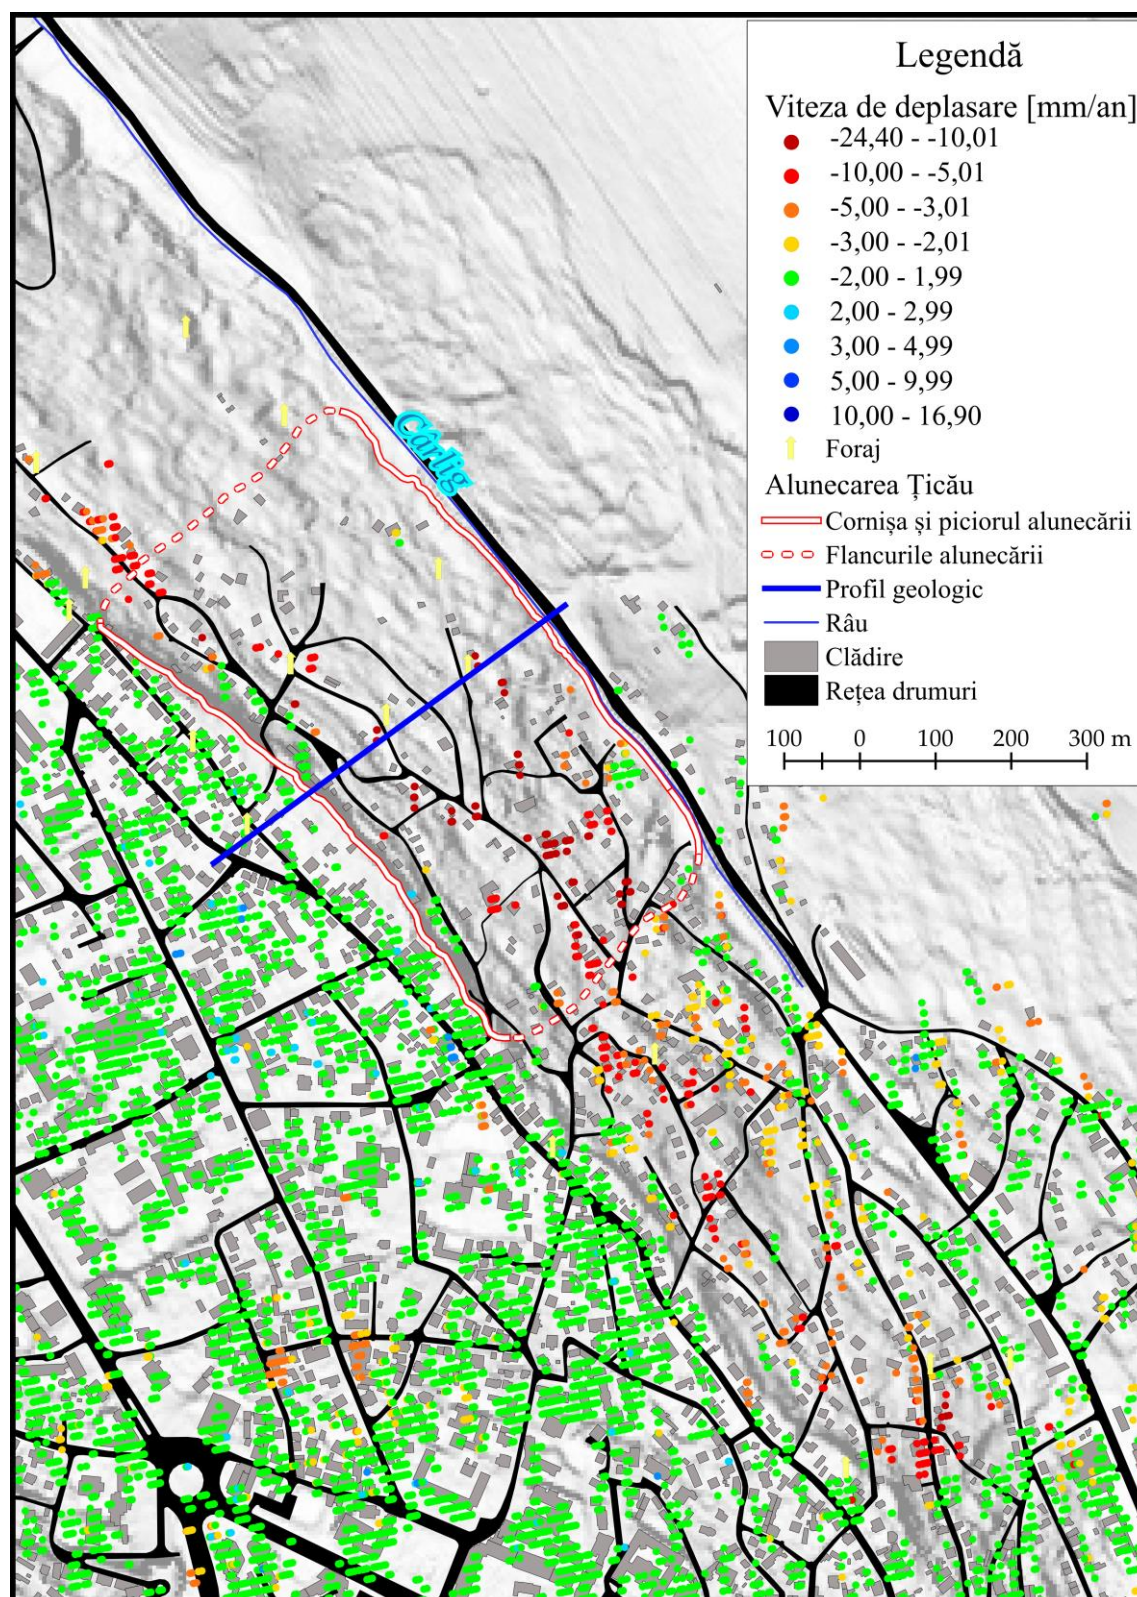 Legendă
Viteza de deplasare [mm/an]
-24,40 - -10,01
-10,00 - -5,01
-5,00 - -3,01
-3,00 - -2,01
-2,00 - 1,99
2,00 - 2,99
3,00 - 4,99
5,00 - 9,99
10,00 - 16,90
Foraj
Alunecarea Țicău
Cornișa și piciorul alunecării
Flancurile alunecării
Profil geologic
Râu
Clădire
Rețea drumuri
100 0 100 200 300 m
Cârlig